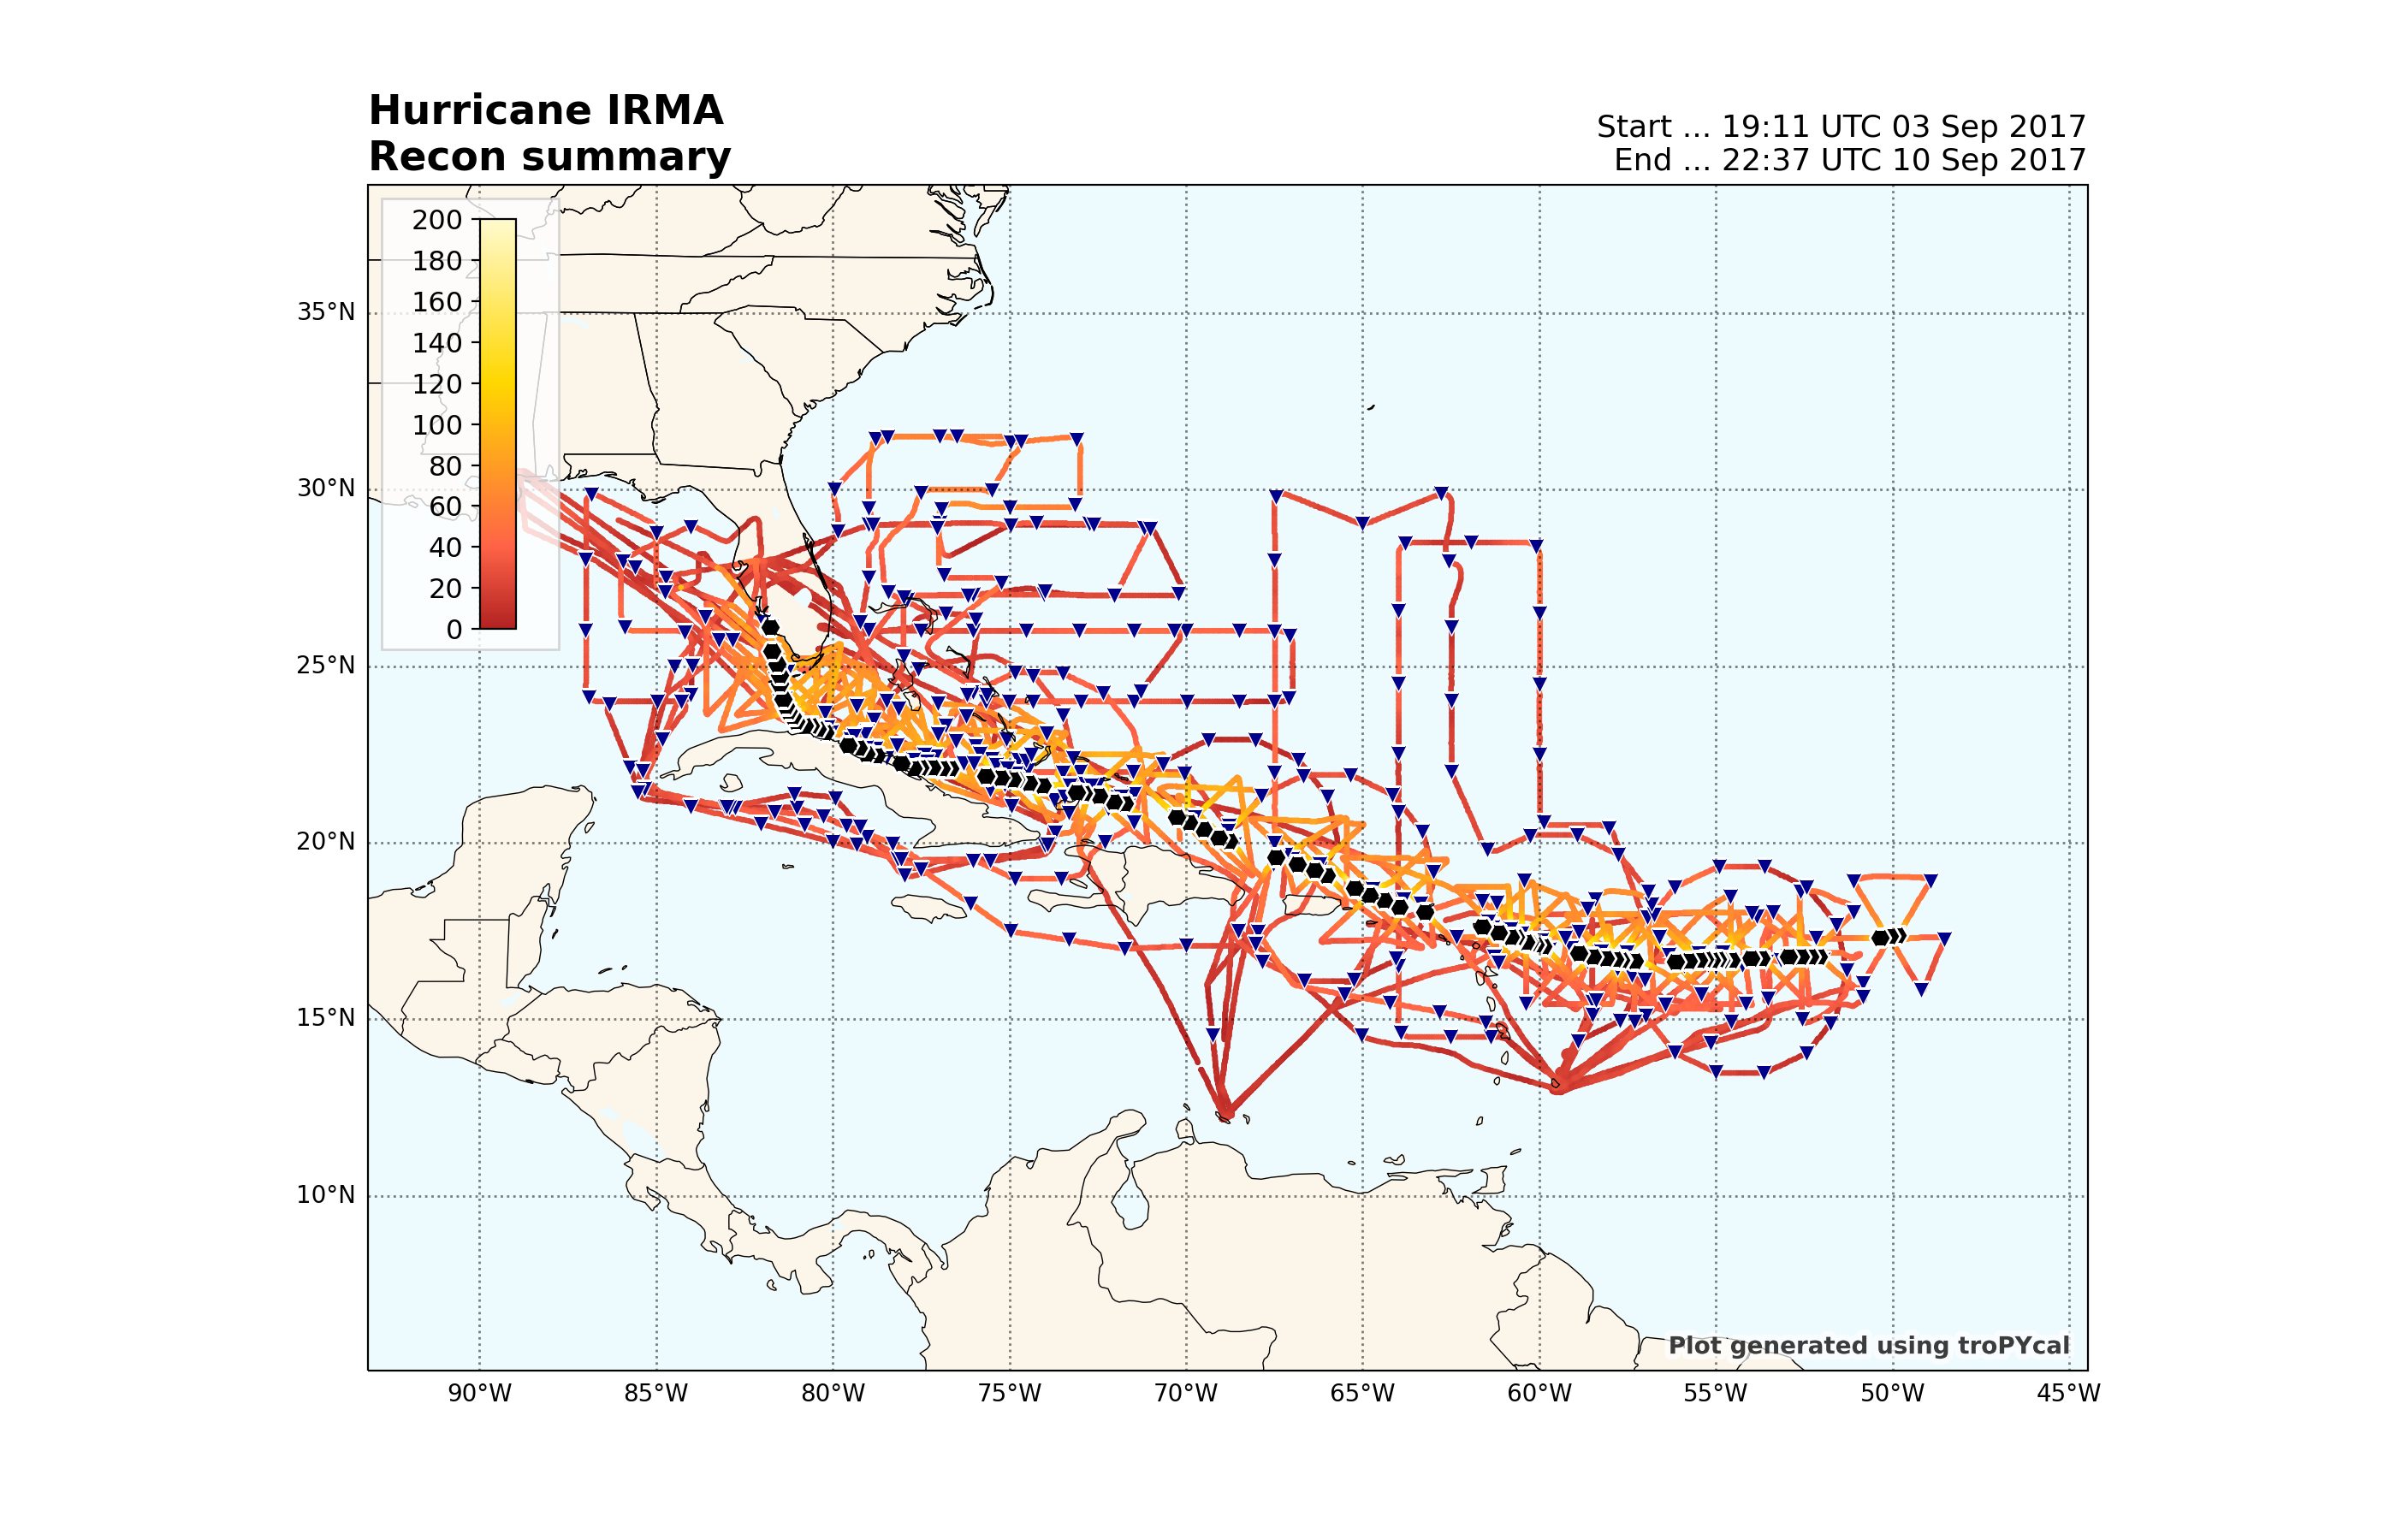 Hurricane IRMA
Recon summary
Start ... 19:11 UTC 03 Sep 2017
End ... 22:37 UTC 10 Sep 2017
200
180
160
140
120
100
80
60
40
20
0
35°N
30°N
25°N
20°N
15°N
10°N
Plot generated using troPYcal
90°W 85°W 80°W 75°W 70°W 65°W 60°W 55°W 50°W 45°W